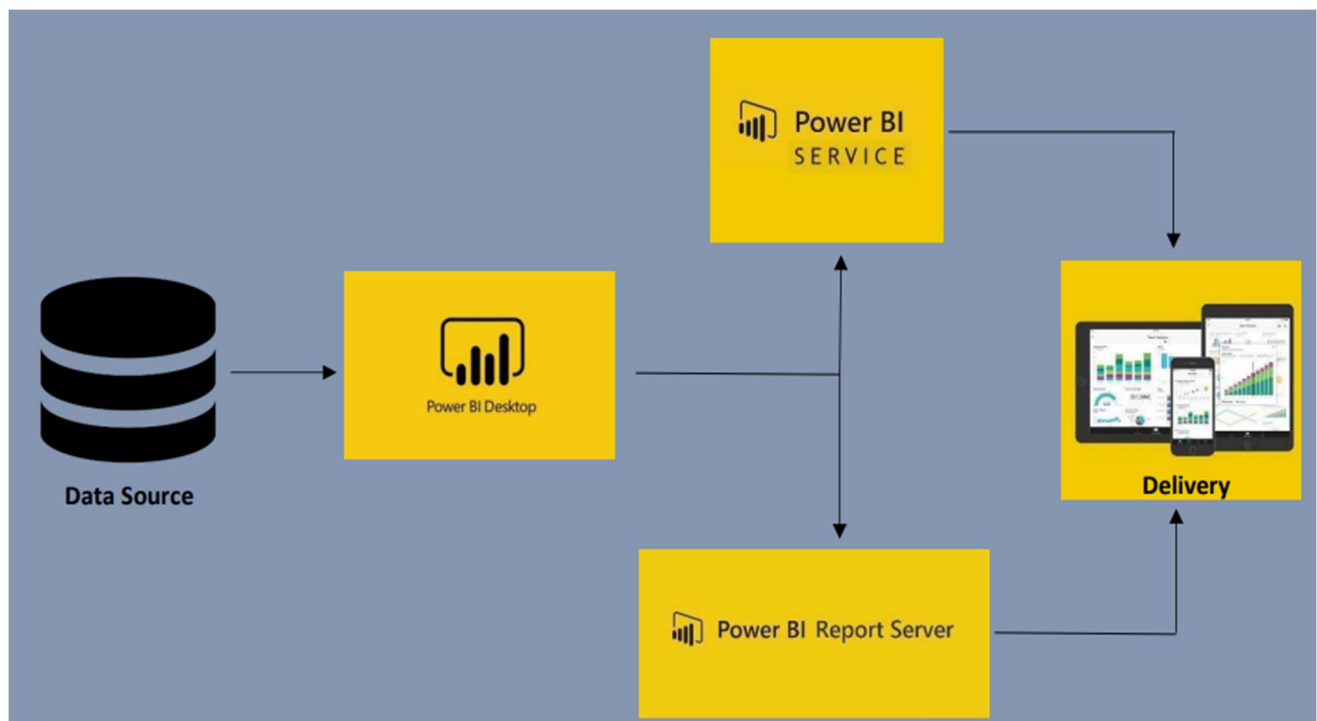 Power BI
SERVICE
Power BI Desktop
Data Source
Delivery
Power BI Report Server